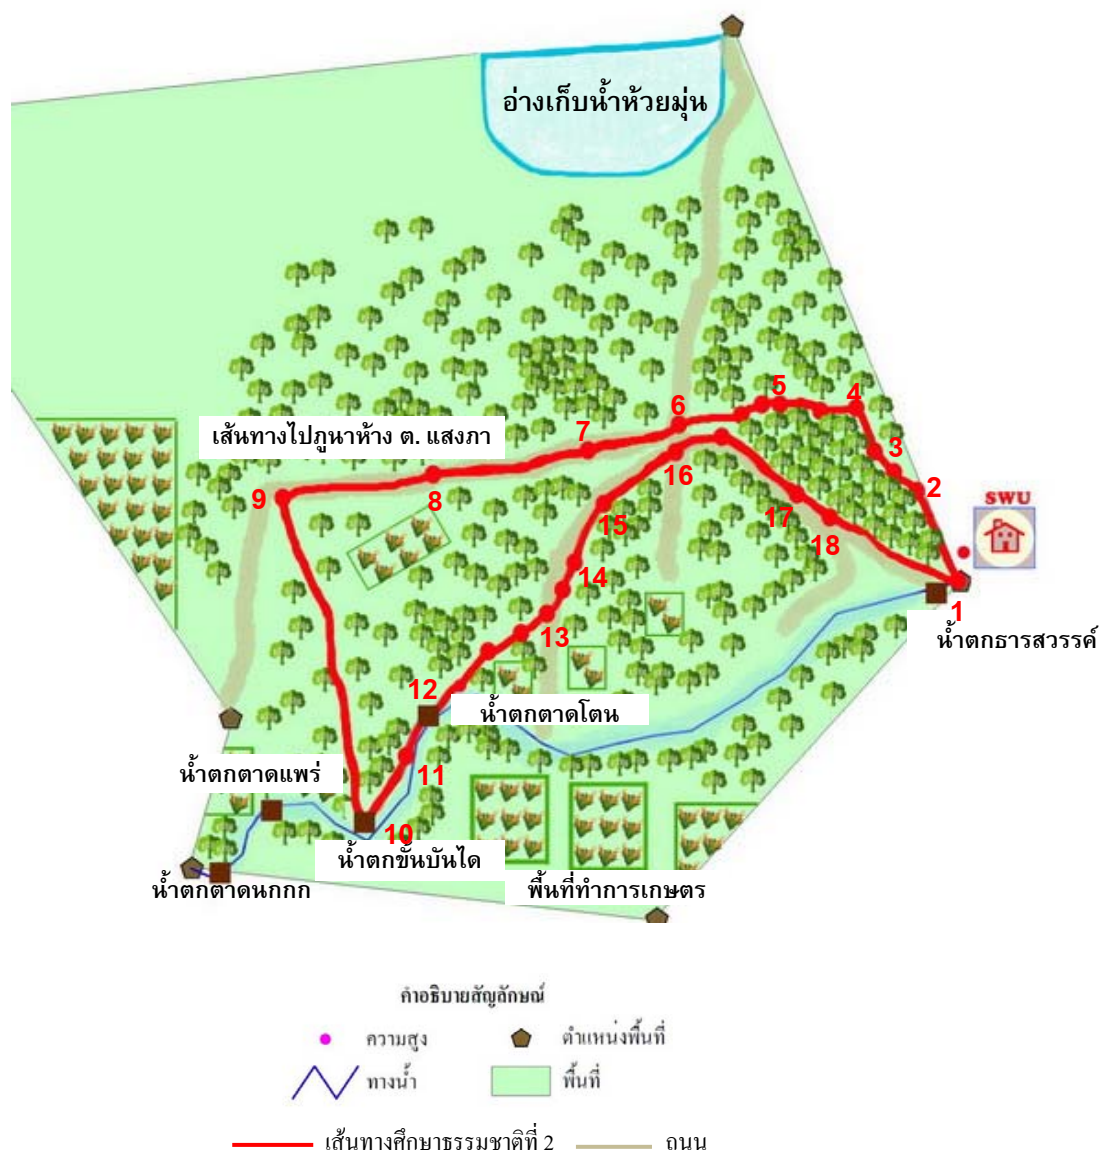 อ่างเก็บน้ำห้วยมุ่น
4
5
6
เส้นทางไปภูนาห้าง ต. แสงภา
7
3
16
8
2
9
SWU
15
17
18
14
1
13
น้ำตกธารสวรรค์
12
น้ำตกตาดโตน
น้ำตกตาดแพร่
11
10
น้ำตกขั้นบันได
น้ำตกตาดนกกก
พื้นที่ทำการเกษตร
คำอธิบายสัญลักษณ์
ความสูง
ตำแหน่งพื้นที่
ทางน้ำ
พื้นที่
เส้นทางศึกษาธรรมชาติที่ 2
ถนน